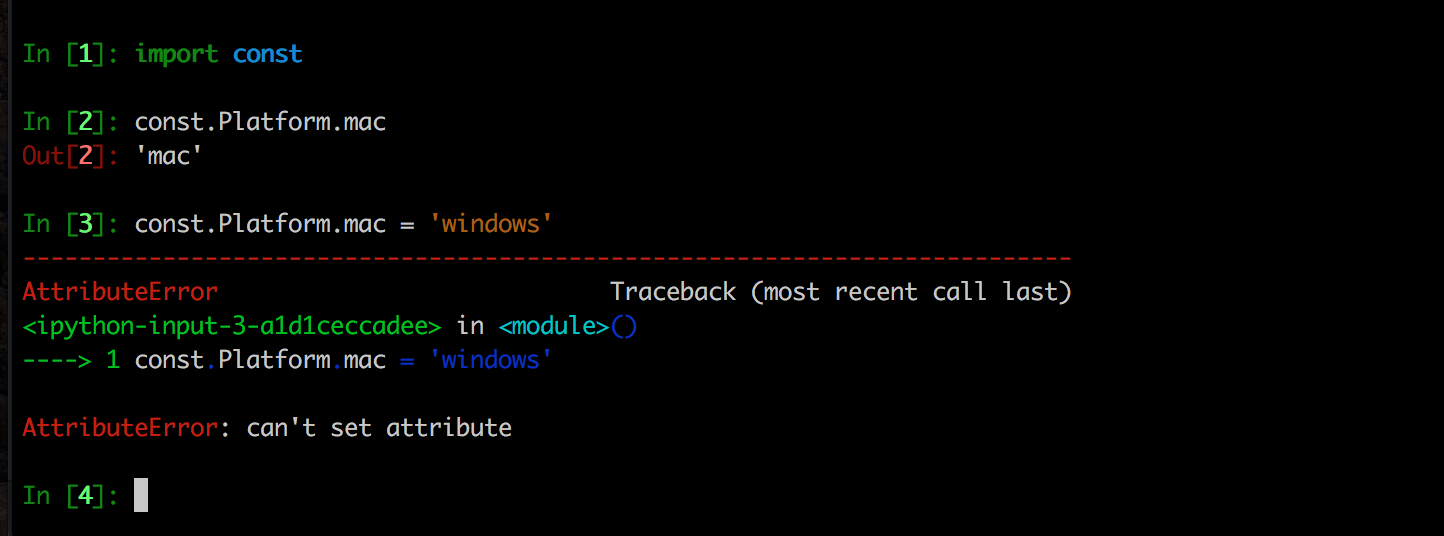 In [1]: import const
In [2]: const.Platform.mac
Out[2]: 'mac'
In [3]: const.Platform.mac = 'windows'
---------------------------------------------------------------------------
AttributeError                            Traceback (most recent call last)
<ipython-input-3-a1d1ceccadee> in <module>()
----> 1 const.Platform.mac = 'windows'
AttributeError: can't set attribute
In [4]: